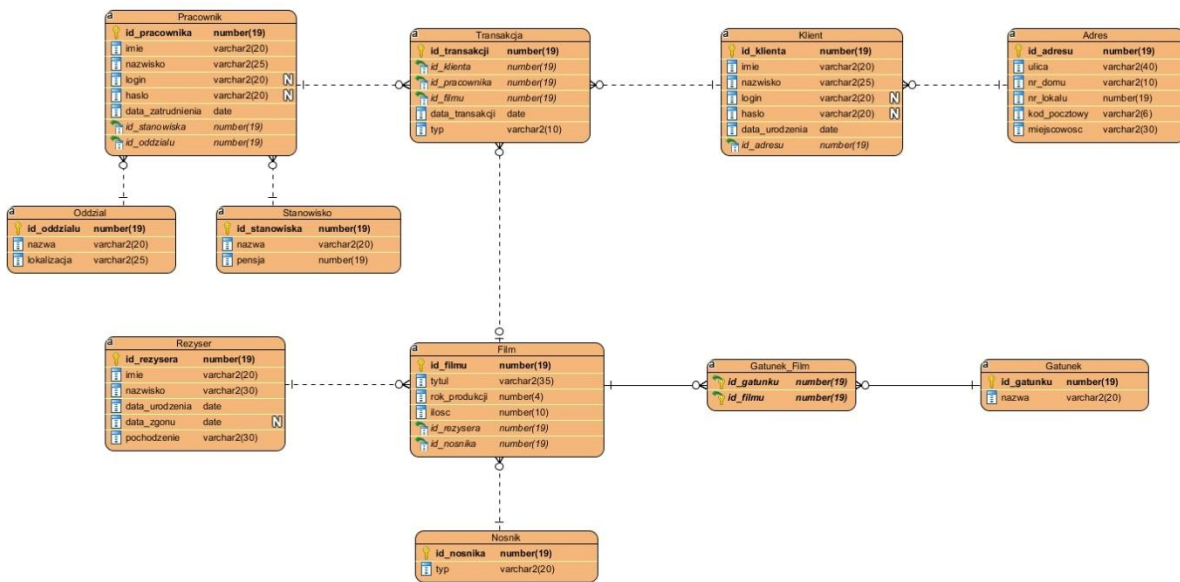 Pracownik
id_pracownika number(19)
imie varchar2(20)
nazwisko varchar2(25)
login varchar2(20) N
haslo varchar2(20) N
data_zatrudnienia date
id_stanowiska number(19)
id_oddzialu number(19)
Transakcja
id_transakcji number(19)
id_klienta number(19)
id_pracownika number(19)
id_filmu number(19)
data_transakcji date
typ varchar2(10)
Klient
id_klienta number(19)
imie varchar2(20)
nazwisko varchar2(25)
login varchar2(20) N
haslo varchar2(20) N
data_urodzenia date
id_adresu number(19)
Adres
id_adresu number(19)
ulica varchar2(40)
nr_domu varchar2(10)
nr_lokalu number(19)
kod_pocztowy varchar2(6)
miejscowosc varchar2(30)
Oddzial
id_oddzialu number(19)
nazwa varchar2(20)
lokalizacja varchar2(25)
Stanowisko
id_stanowiska number(19)
nazwa varchar2(20)
pensja number(19)
Rezyser
id_rezysera number(19)
imie varchar2(20)
nazwisko varchar2(30)
data_urodzenia date
data_zgonu date N
pochodzenie varchar2(30)
Film
id_filmu number(19)
tytul varchar2(35)
rok_produkcji number(4)
ilosc number(10)
id_rezysera number(19)
id_nosnika number(19)
Gatunek_Film
id_gatunku number(19)
id_filmu number(19)
Gatunek
id_gatunku number(19)
nazwa varchar2(20)
Nosnik
id_nosnika number(19)
typ varchar2(20)